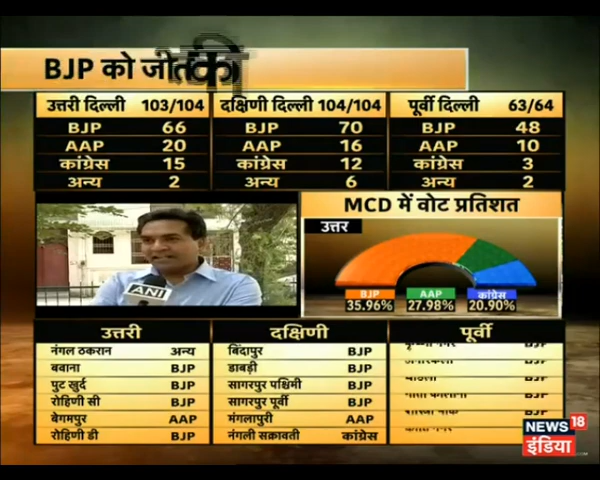 BJP को
उत्तरी दिल्ली 103/104
BJP 66
AAP 20
कांग्रेस 15
अन्य 2
दक्षिणी दिल्ली 104/104
BJP 70
AAP 16
कांग्रेस 12
अन्य 6
पूर्वी दिल्ली 63/64
BJP 48
AAP 10
कांग्रेस 3
अन्य 2
ANI
MCD में वोट प्रतिशत
उत्तर
BJP AAP कांग्रेस
35.96% 27.98% 20.90%
उत्तरी
नंगल ठकरान अन्य
बवाना BJP
पुट खुर्द BJP
रोहिणी सी BJP
बेगमपुर AAP
रोहिणी डी BJP
दक्षिणी
बिंदापुर BJP
डाबड़ी BJP
सागरपुर पश्चिमी BJP
सागरपुर पूर्वी BJP
मंगलापुरी AAP
नंगली सक्रावती कांग्रेस
पूर्वी
BJP
BJP
BJP
BJP
BJP
BJP
NEWS 18
इंडिया